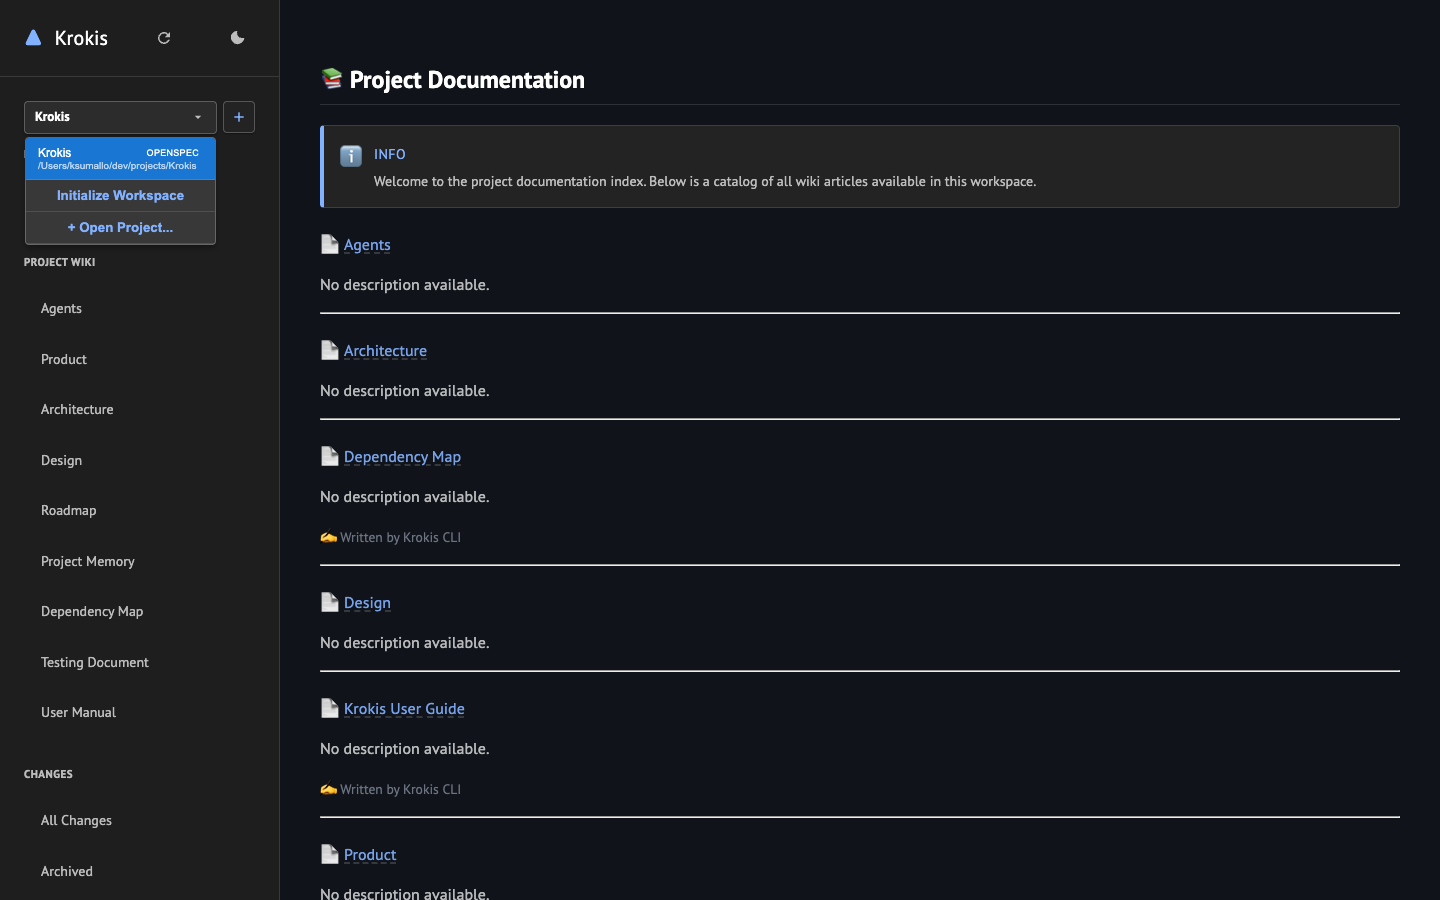 Krokis
Krokis
+
Krokis OPENSPEC
/Users/ksumallo/dev/projects/Krokis
Initialize Workspace
+ Open Project...
PROJECT WIKI
Agents
Product
Architecture
Design
Roadmap
Project Memory
Dependency Map
Testing Document
User Manual
CHANGES
All Changes
Archived
Project Documentation
INFO
Welcome to the project documentation index. Below is a catalog of all wiki articles available in this workspace.
Agents
No description available.
Architecture
No description available.
Dependency Map
No description available.
Written by Krokis CLI
Design
No description available.
Krokis User Guide
No description available.
Written by Krokis CLI
Product
No description available.